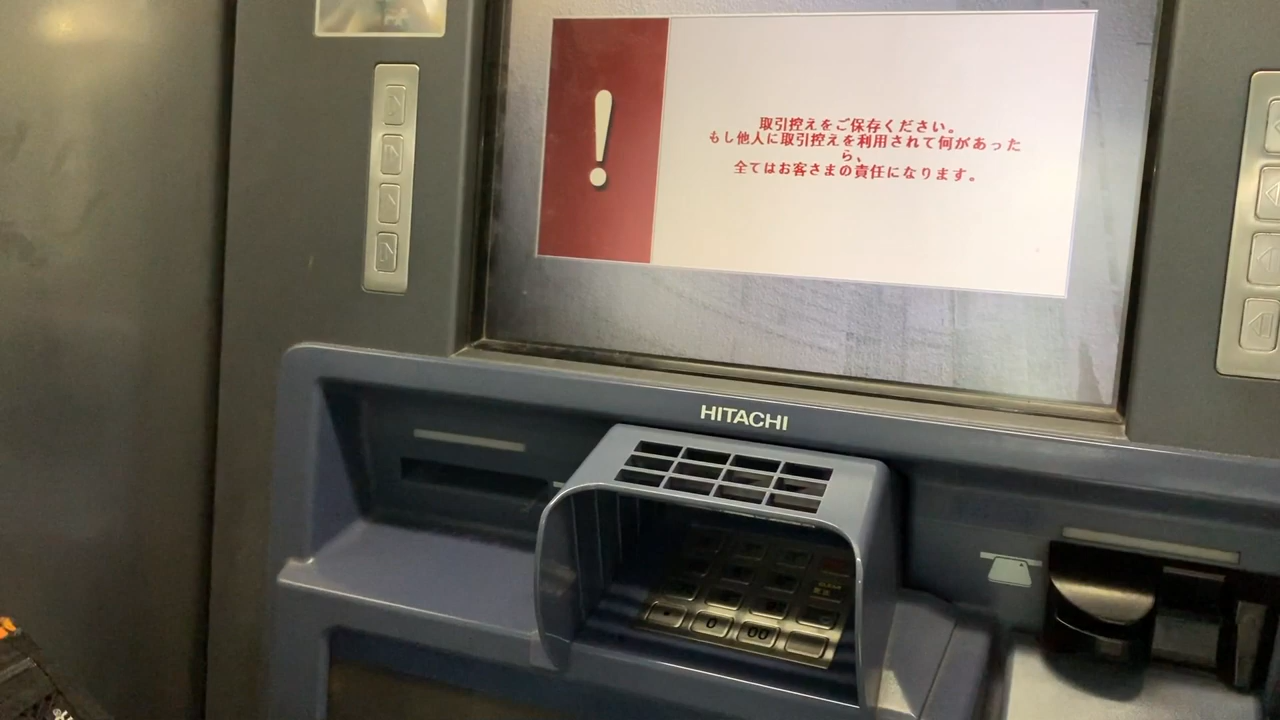 取引控えをご保存ください。
もし他人に取引控えを利用されて何があった
ら、
全てはお客さまの責任になります。
HITACHI
0
00